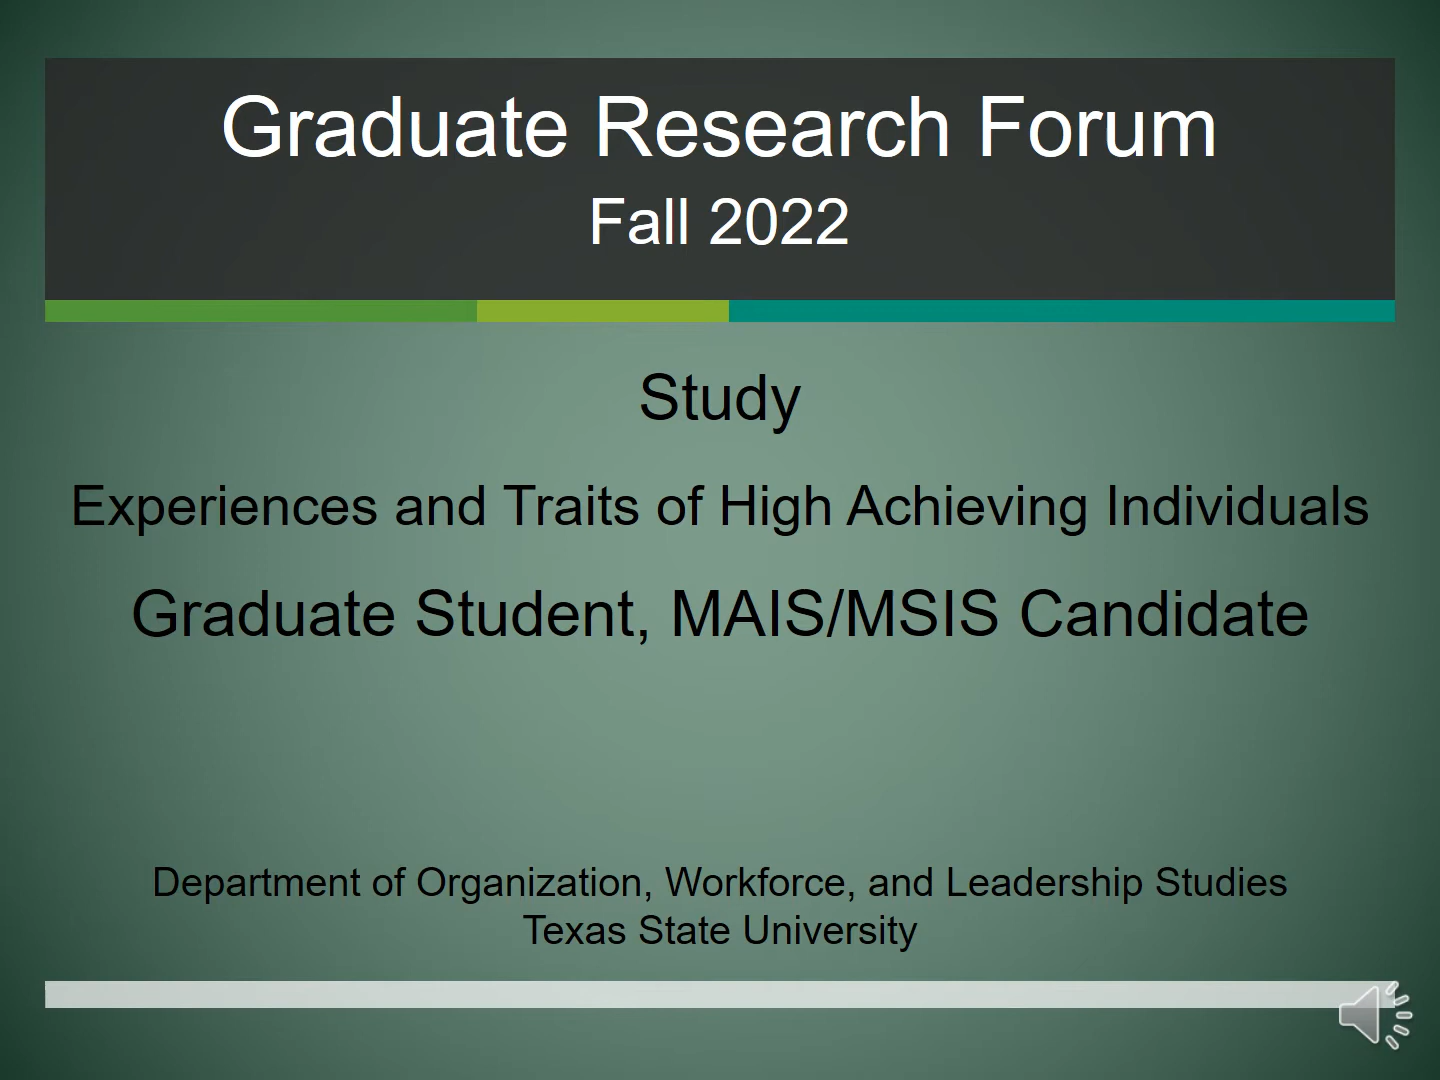 Graduate Research Forum
Fall 2022
Study
Experiences and Traits of High Achieving Individuals
Graduate Student, MAIS/MSIS Candidate
Department of Organization, Workforce, and Leadership Studies
Texas State University